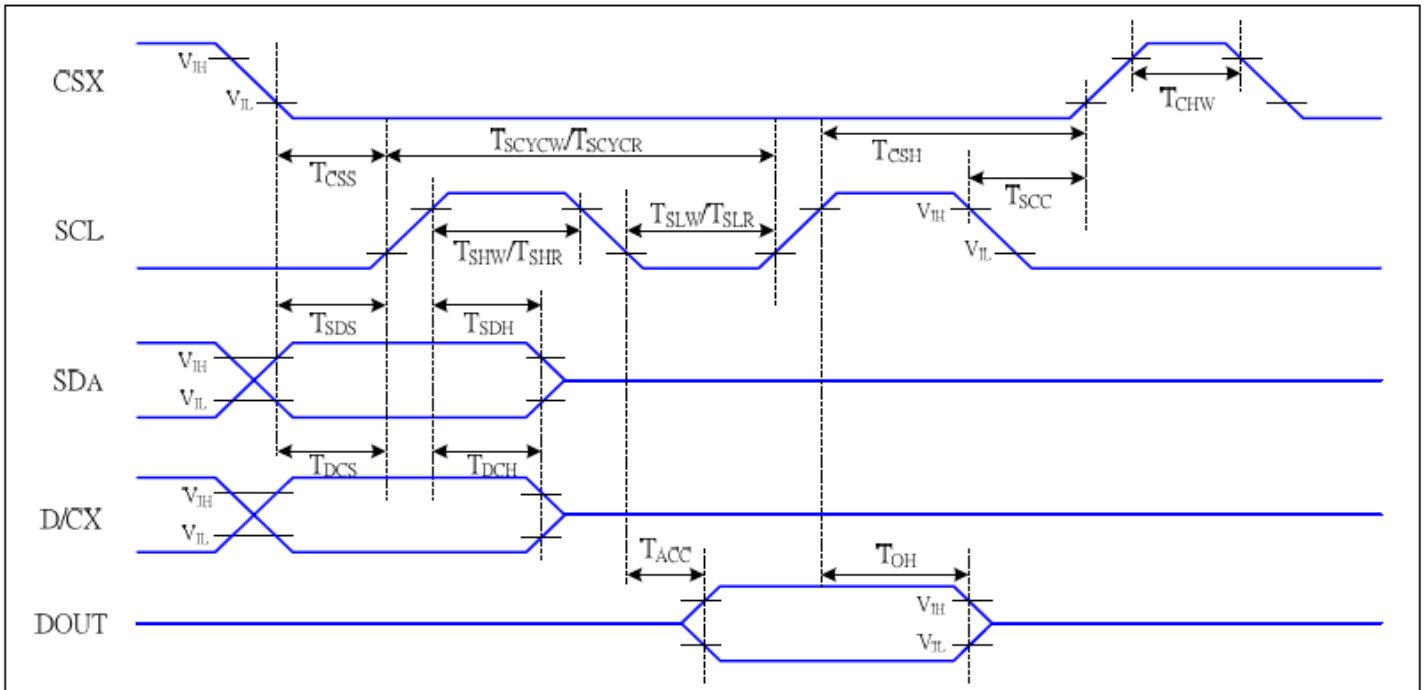 CSX
VIH
VIL
TCHW
TSCYCW/TSCYCR
TCSS
TCSH
TSCC
SCL
TSLW/TSLR
VIH
TSHW/TSHR
VIL
TSDS
TSDH
SDA
VIH
VIL
TDCS
TDCH
D/CX
VIH
VIL
TACC
TOH
DOUT
VIH
VIL